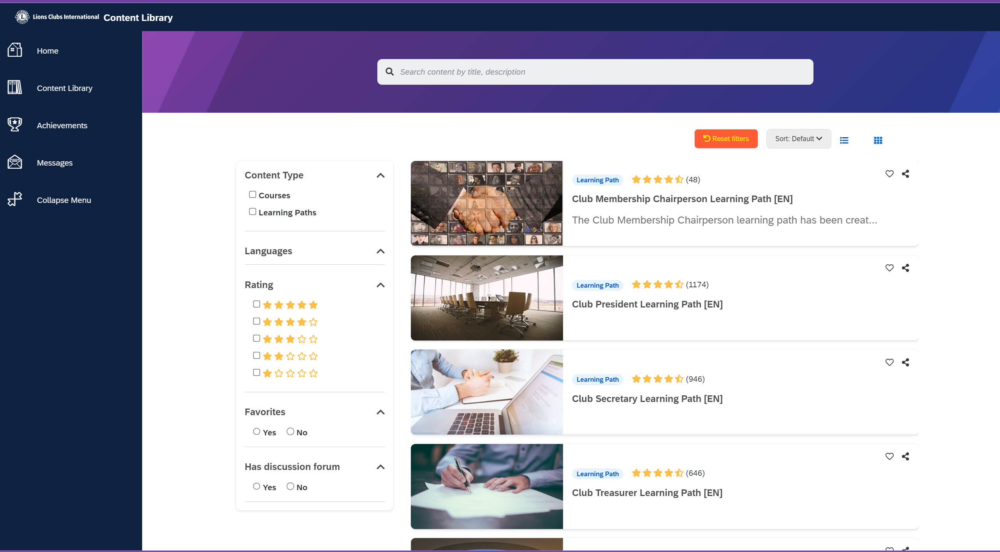 Lions Clubs International Content Library
Home
Content Library
Achievements
Messages
Collapse Menu
Search content by title, description
Reset filters
Sort: Default
Content Type
Courses
Learning Paths
Languages
Rating
Favorites
Yes No
Has discussion forum
Yes No
Learning Path (48)
Club Membership Chairperson Learning Path [EN]
The Club Membership Chairperson learning path has been creat...
Learning Path (1174)
Club President Learning Path [EN]
Learning Path (946)
Club Secretary Learning Path [EN]
Learning Path (646)
Club Treasurer Learning Path [EN]